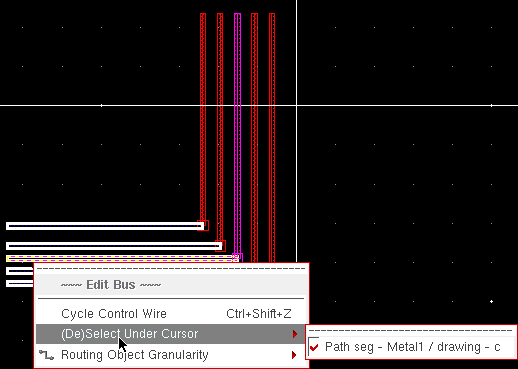 ~~~ Edit Bus ~~~
Cycle Control Wire Ctrl+Shift+Z
(De)Select Under Cursor
Path seg - Metal1 / drawing - c
Routing Object Granularity